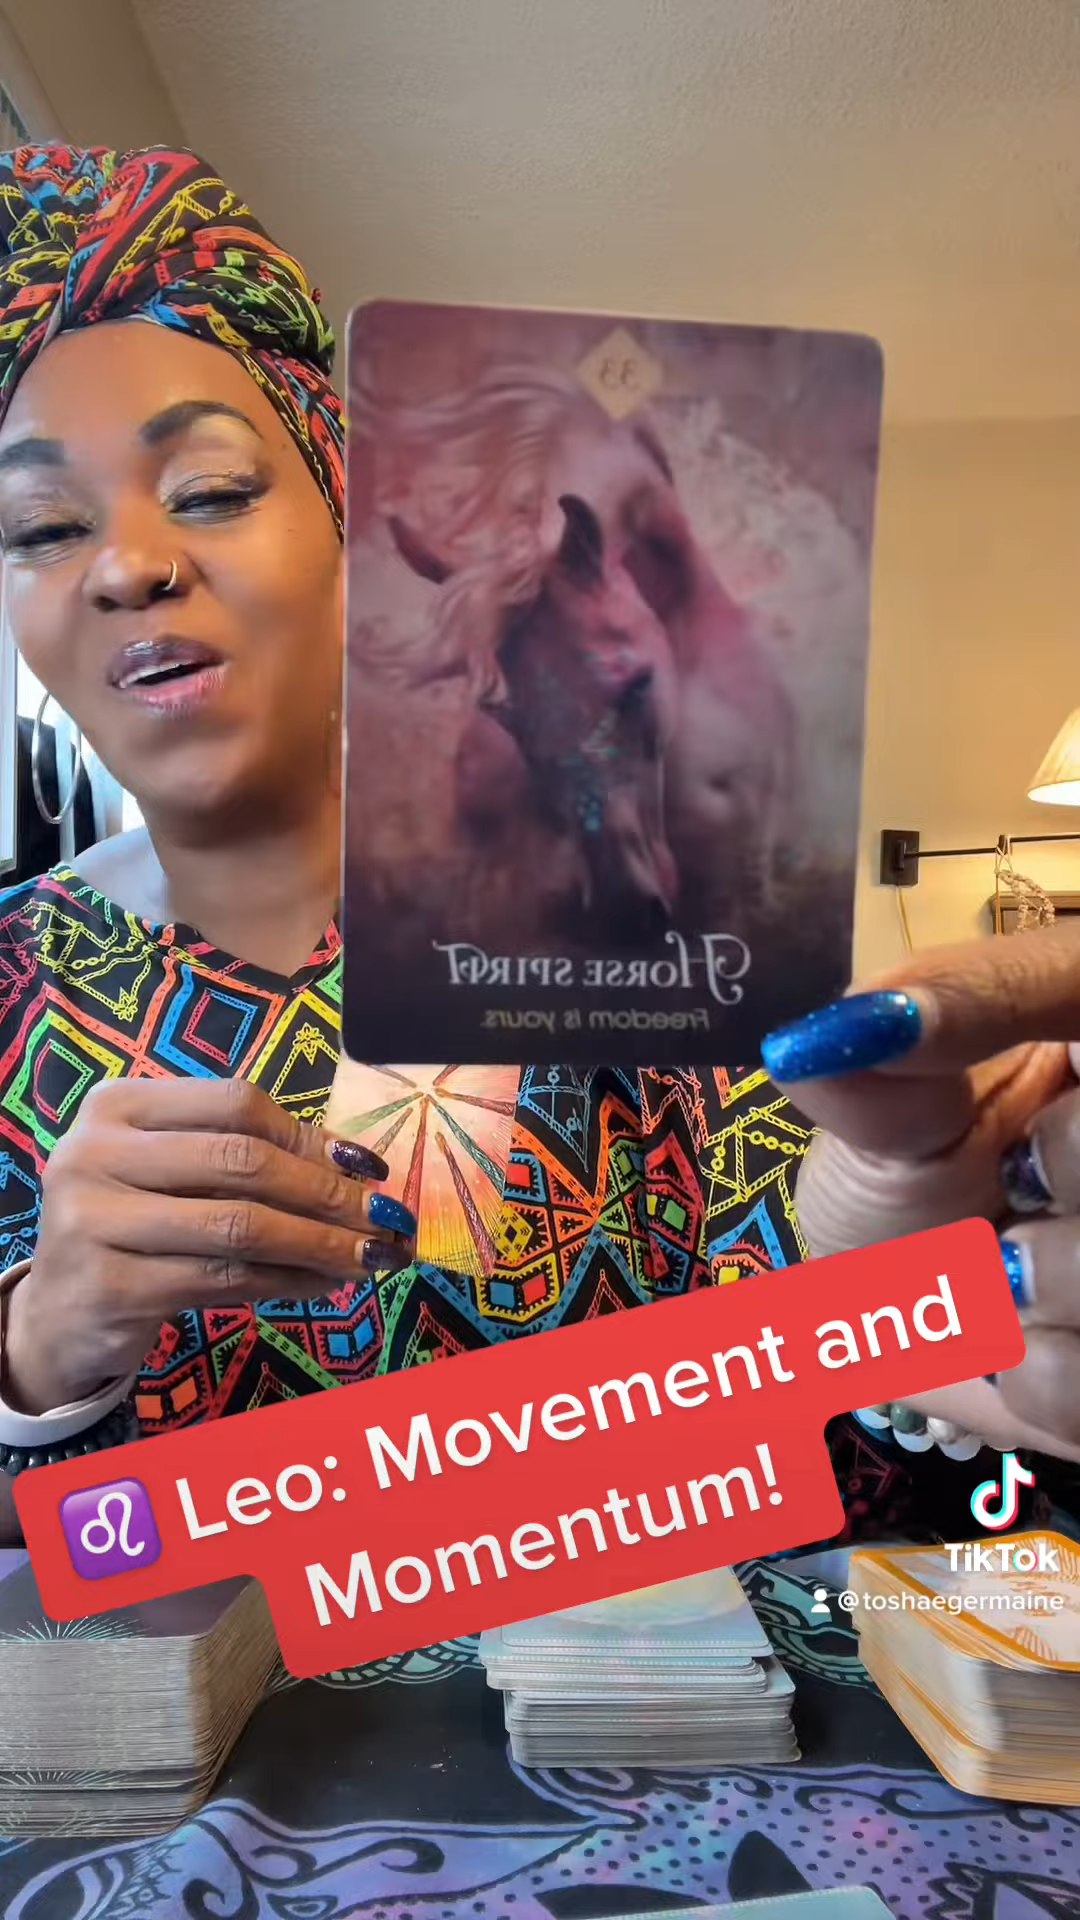 33
Horse Spirit
Freedom is yours.
♌ Leo: Movement and
Momentum!
TikTok
@toshaegermaine